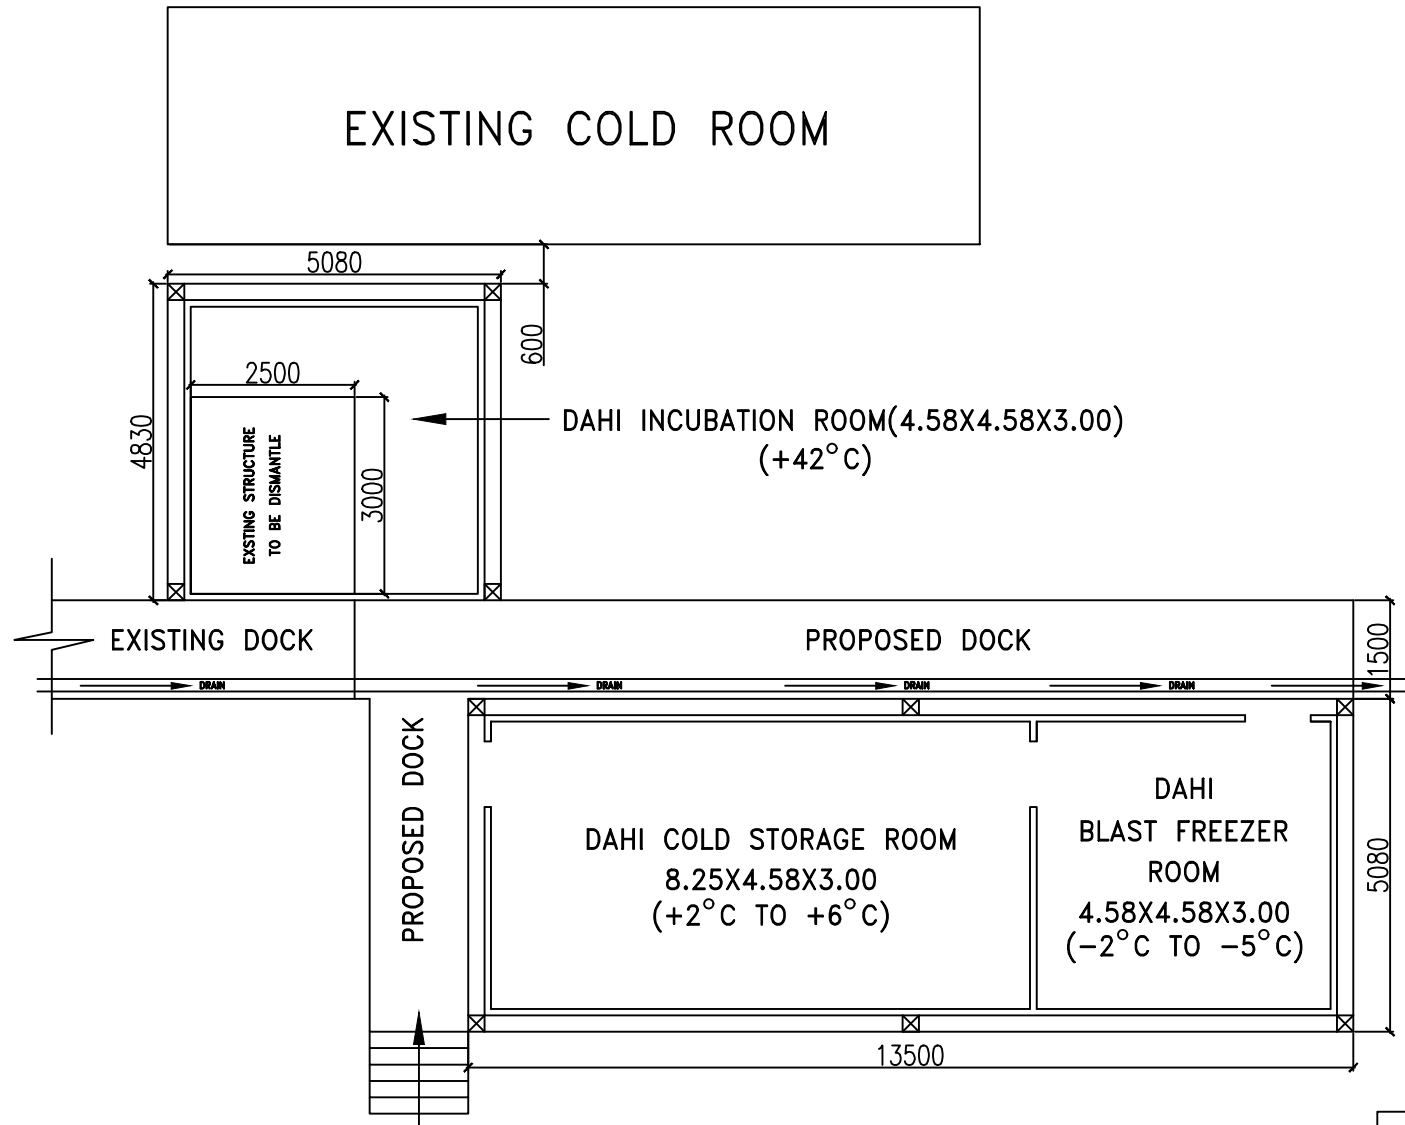 EXISTING COLD ROOM
5080
600
2500
4830
3000
EXSTING STRUCTURE
TO BE DISMANTLE
DAHI INCUBATION ROOM(4.58X4.58X3.00)
(+42°C)
EXISTING DOCK
PROPOSED DOCK
1500
DRAIN
DRAIN
DRAIN
DRAIN
PROPOSED DOCK
DAHI COLD STORAGE ROOM
8.25X4.58X3.00
(+2°C TO +6°C)
DAHI
BLAST FREEZER
ROOM
4.58X4.58X3.00
(−2°C TO −5°C)
5080
13500